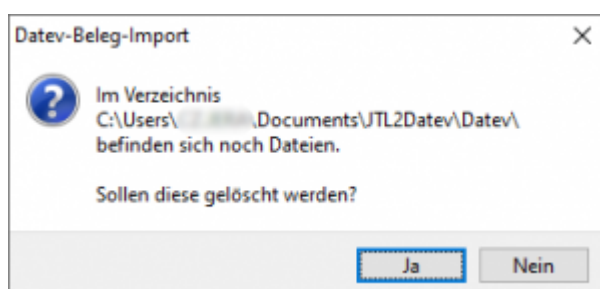 Datev-Beleg-Import
Im Verzeichnis
C:\Users\ \Documents\JTL2Datev\Datev\
befinden sich noch Dateien.
Sollen diese gelöscht werden?
Ja
Nein